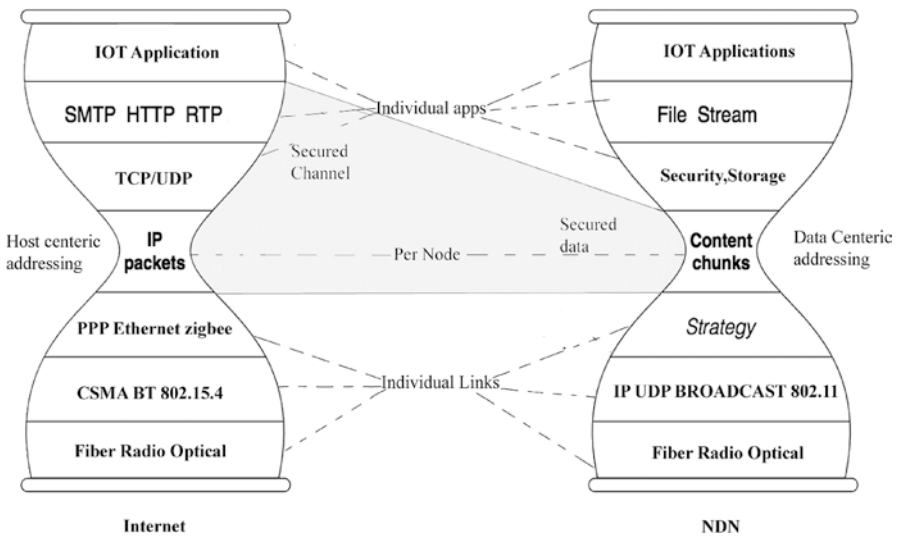 IOT Application
SMTP HTTP RTP
TCP/UDP
Host centeric
addressing
IP
packets
PPP Ethernet zigbee
CSMA BT 802.15.4
Fiber Radio Optical
Internet
Individual apps
Secured
Channel
Secured
data
Per Node
Individual Links
IOT Applications
File Stream
Security,Storage
Content
chunks
Data Centeric
addressing
Strategy
IP UDP BROADCAST 802.11
Fiber Radio Optical
NDN